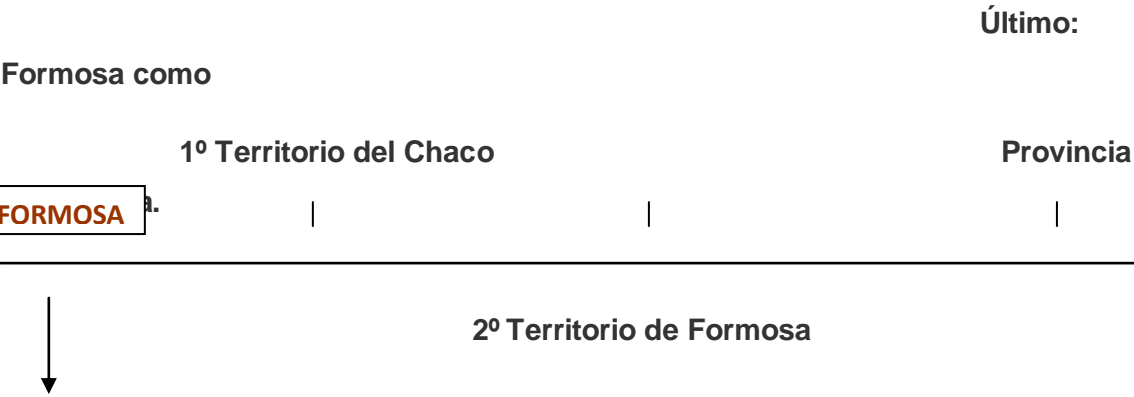 Último:
Formosa como
1º Territorio del Chaco Provincia
FORMOSA
2º Territorio de Formosa